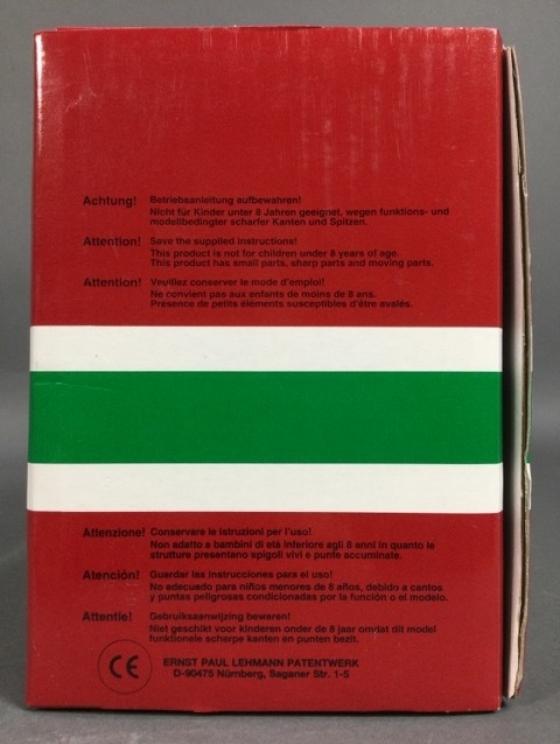 Achtung! Betriebsanleitung aufbewahren!
Nicht für Kinder unter 8 Jahren geeignet, wegen funktions- und
modellbedingter scharfer Kanten und Spitzen.
Attention! Save the supplied instructions!
This product is not for children under 8 years of age.
This product has small parts, sharp parts and moving parts.
Attention! Veuillez conserver le mode d'emploi!
Ne convient pas aux enfants de moins de 8 ans.
Presence de petits éléments susceptibles d'être avalés.
Attenzione! Conservare le istruzioni per l'uso!
Non adatto a bambini di età inferiore agli 8 anni in quanto le
strutture presentano spigoli vivi e punte accuminate.
Atención! Guardar las instrucciones para el uso!
No adecuado para niños menores de 8 años, debido a cantos
y puntas peligrosas condicionadas por la función o el modelo.
Attentie! Gebruiksaanwijzing bewaren!
Niet geschikt voor kinderen onder de 8 jaar omdat dit model
funktionele scherpe kanten en punten bezit.
CE ERNST PAUL LEHMANN PATENTWERK
D-90475 Nürnberg, Saganer Str. 1-5